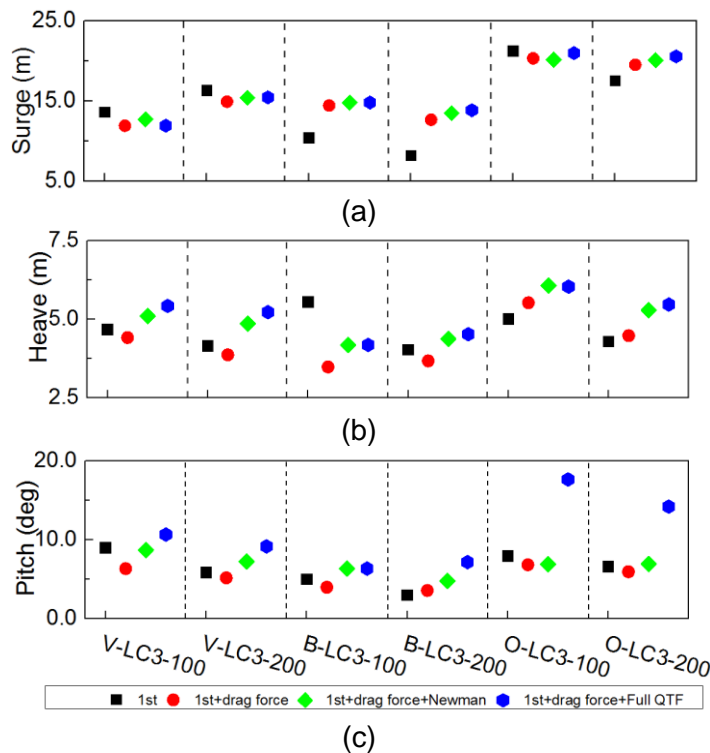 25.0
Surge (m)
15.0
5.0
(a)
7.5
Heave (m)
5.0
2.5
(b)
20.0
Pitch (deg)
10.0
0.0
V-LC3-100 V-LC3-200 B-LC3-100 B-LC3-200 O-LC3-100 O-LC3-200
1st 1st+drag force 1st+drag force+Newman 1st+drag force+Full QTF
(c)